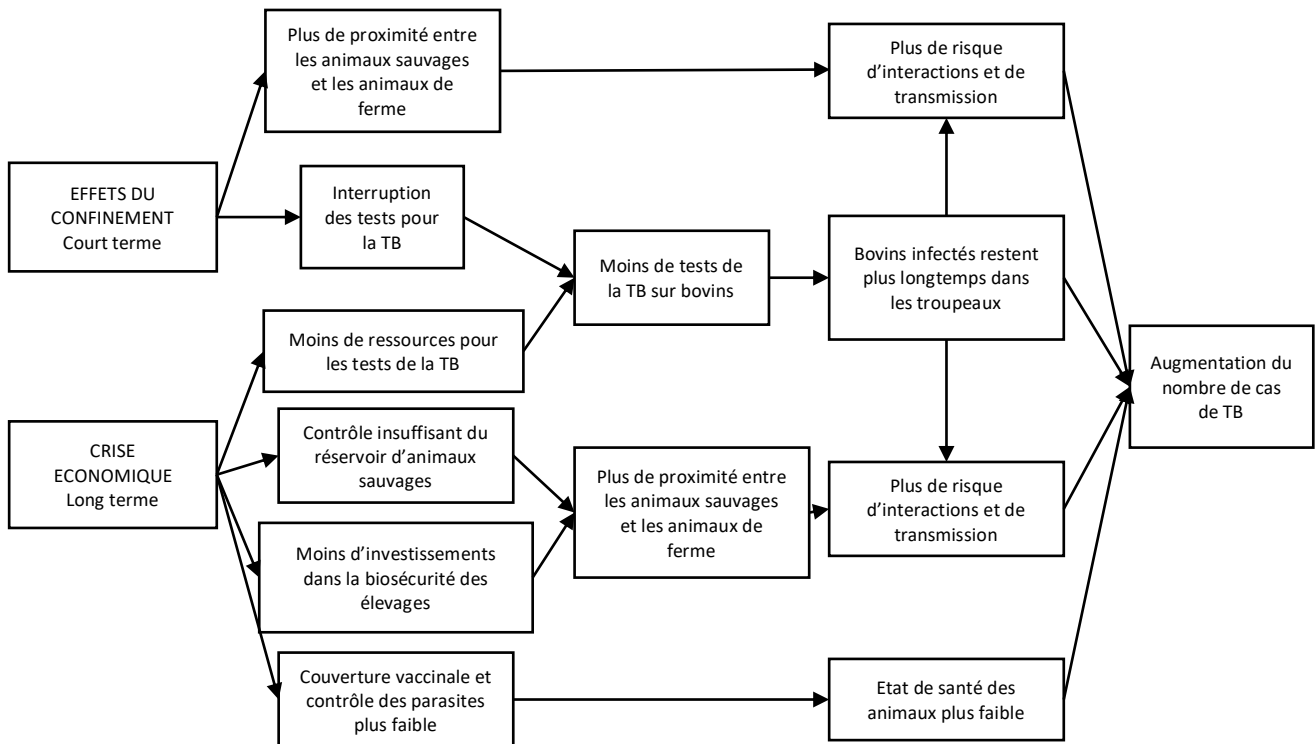 Plus de proximité entre
les animaux sauvages
et les animaux de
ferme
Plus de risque
d'interactions et de
transmission
EFFETS DU
CONFINEMENT
Court terme
Interruption
des tests pour
la TB
Moins de tests de
la TB sur bovins
Bovins infectés restent
plus longtemps dans
les troupeaux
Moins de ressources pour
les tests de la TB
Augmentation du
nombre de cas
de TB
CRISE
ECONOMIQUE
Long terme
Contrôle insuffisant du
réservoir d'animaux
sauvages
Plus de proximité entre
les animaux sauvages
et les animaux de
ferme
Plus de risque
d'interactions et de
transmission
Moins d'investissements
dans la biosécurité des
élevages
Couverture vaccinale et
contrôle des parasites
plus faible
Etat de santé des
animaux plus faible